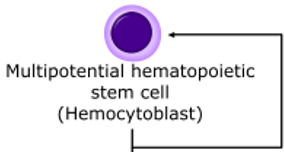 Multipotential hematopoietic
stem cell
(Hemocytoblast)